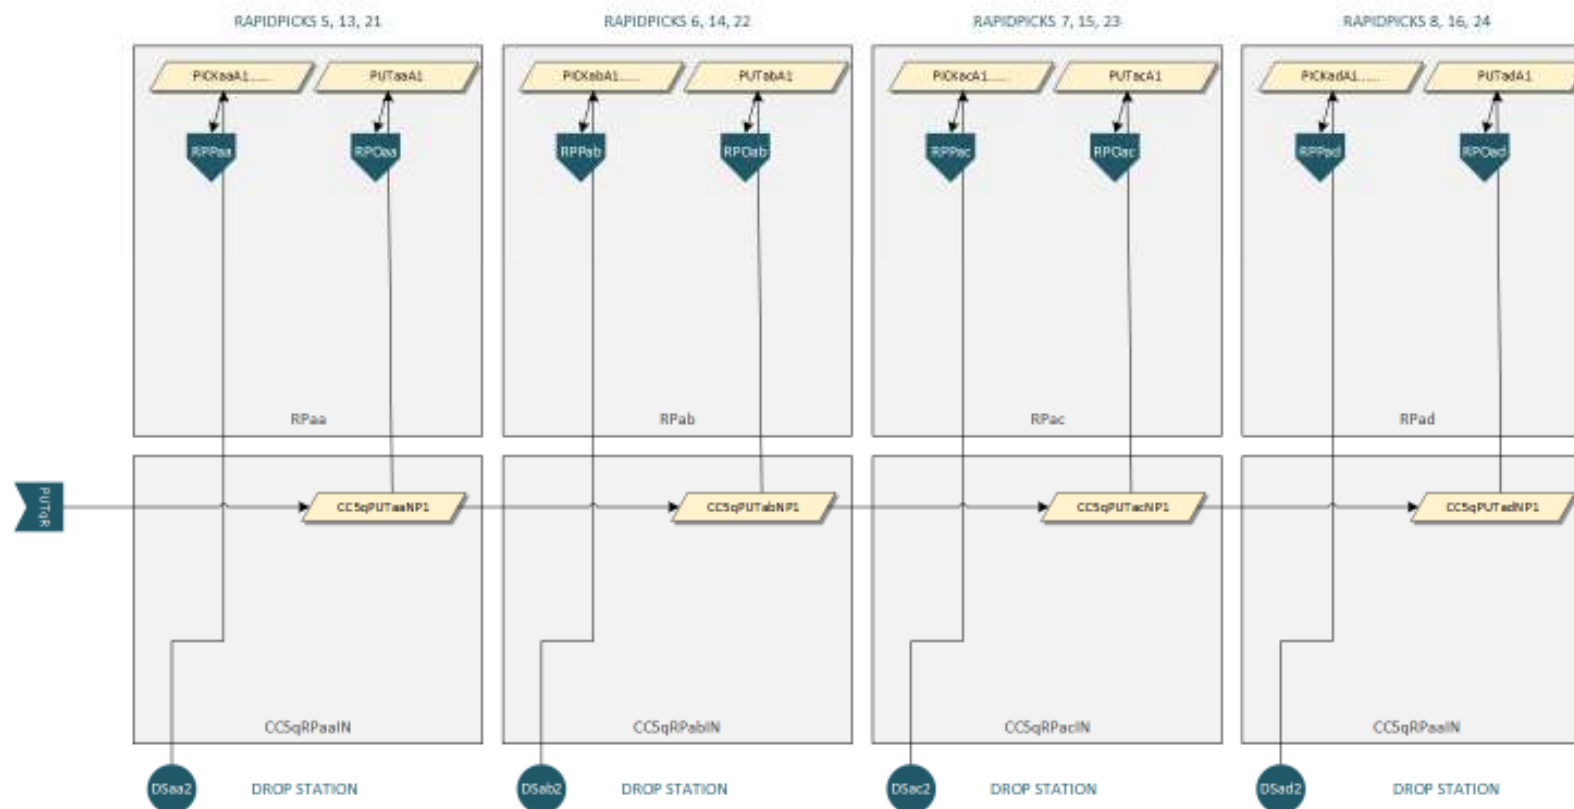 RAPIDPICKS 5, 13, 21
RAPIDPICKS 6, 14, 22
RAPIDPICKS 7, 15, 23
RAPIDPICKS 8, 16, 24
PICKaaA1......
PUTaaA1
PICKabA1......
PUTabA1
PICKacA1......
PUTacA1
PICKadA1......
PUTadA1
RPPaa
RPOaa
RPPab
RPOab
RPPac
RPOac
RPPad
RPOad
RPaa
RPab
RPac
RPad
PUTqR
CC5qPUTaaNP1
CC5qPUTabNP1
CC5qPUTacNP1
CC5qPUTadNP1
CC5qRPaaIN
CC5qRPabIN
CC5qRPacIN
CC5qRPaaIN
DSaa2
DROP STATION
DSab2
DROP STATION
DSac2
DROP STATION
DSad2
DROP STATION